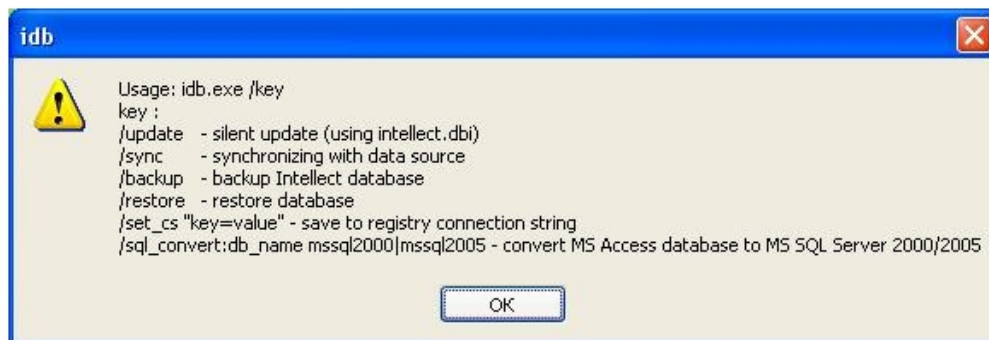 idb
Usage: idb.exe /key
key :
/update - silent update (using intellect.dbi)
/sync - synchronizing with data source
/backup - backup Intellect database
/restore - restore database
/set_cs "key=value" - save to registry connection string
/sql_convert:db_name mssql2000|mssql2005 - convert MS Access database to MS SQL Server 2000/2005
OK